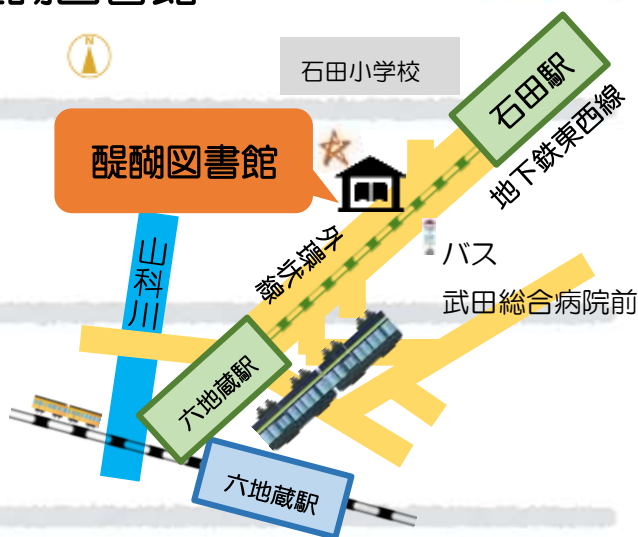 N
石田小学校
石田駅
地下鉄東西線
醍醐図書館
外環状線
山科川
バス
武田総合病院前
六地蔵駅
六地蔵駅